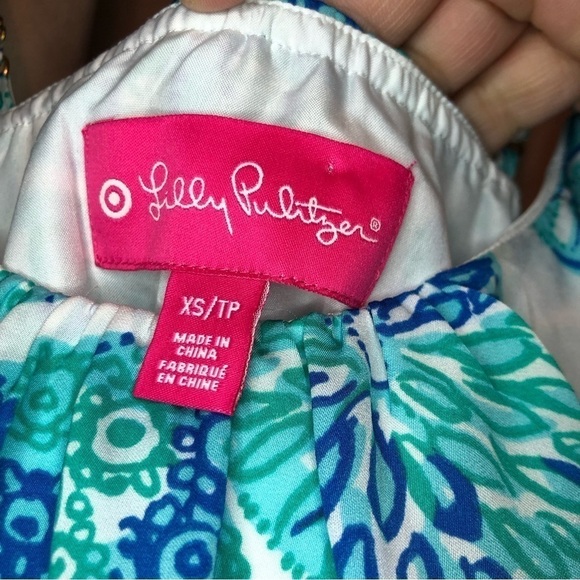 Lilly Pulitzer®
XS/TP
MADE IN
CHINA
FABRIQUÉ
EN CHINE